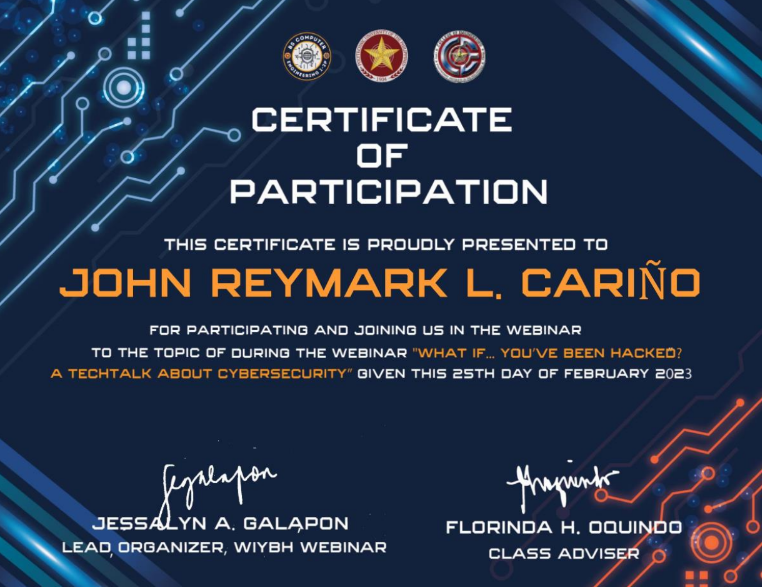 BS COMPUTER
ENGINEERING
CERTIFICATE
OF
PARTICIPATION
THIS CERTIFICATE IS PROUDLY PRESENTED TO
JOHN REYMARK L. CARIÑO
FOR PARTICIPATING AND JOINING US IN THE WEBINAR
TO THE TOPIC OF DURING THE WEBINAR "WHAT IF... YOU'VE BEEN HACKED?
A TECHTALK ABOUT CYBERSECURITY" GIVEN THIS 25TH DAY OF FEBRUARY 2023
JESSALYN A. GALAPON
LEAD ORGANIZER, WIYBH WEBINAR
FLORINDA H. OQUINDO
CLASS ADVISER